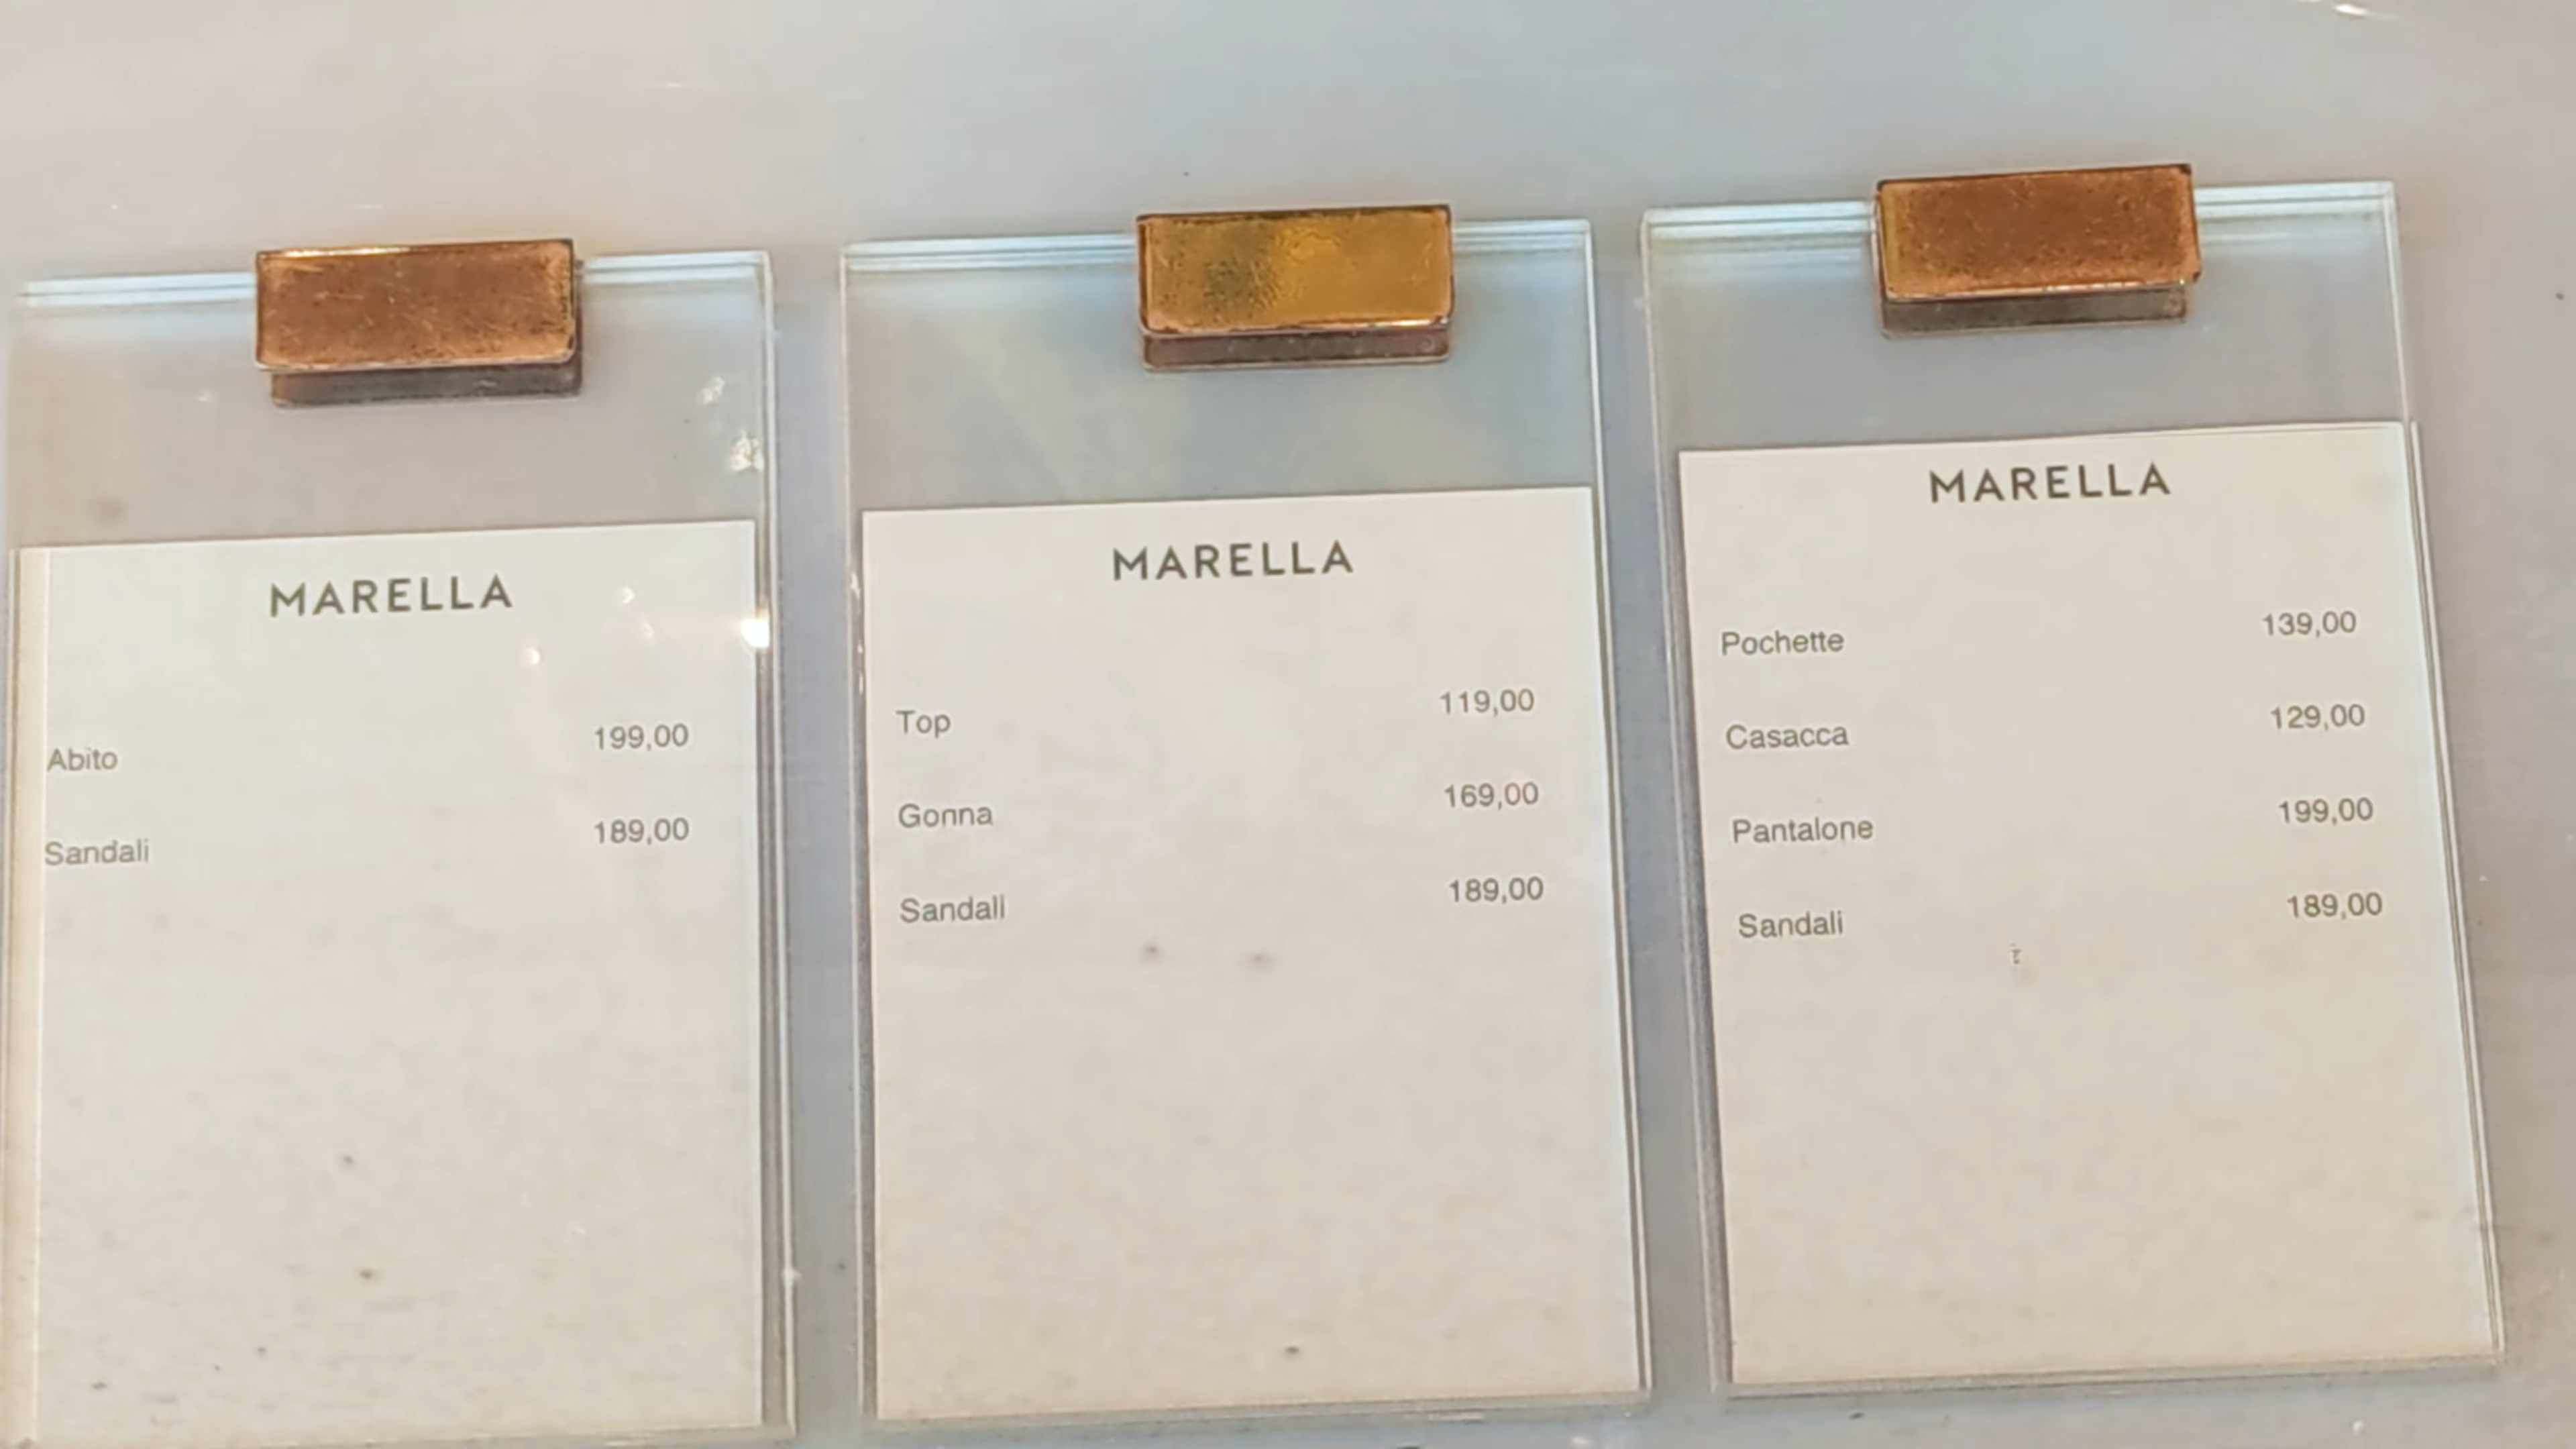 MARELLA
Abito 199,00
Sandali 189,00
MARELLA
Top 119,00
Gonna 169,00
Sandali 189,00
MARELLA
Pochette 139,00
Casacca 129,00
Pantalone 199,00
Sandali 189,00